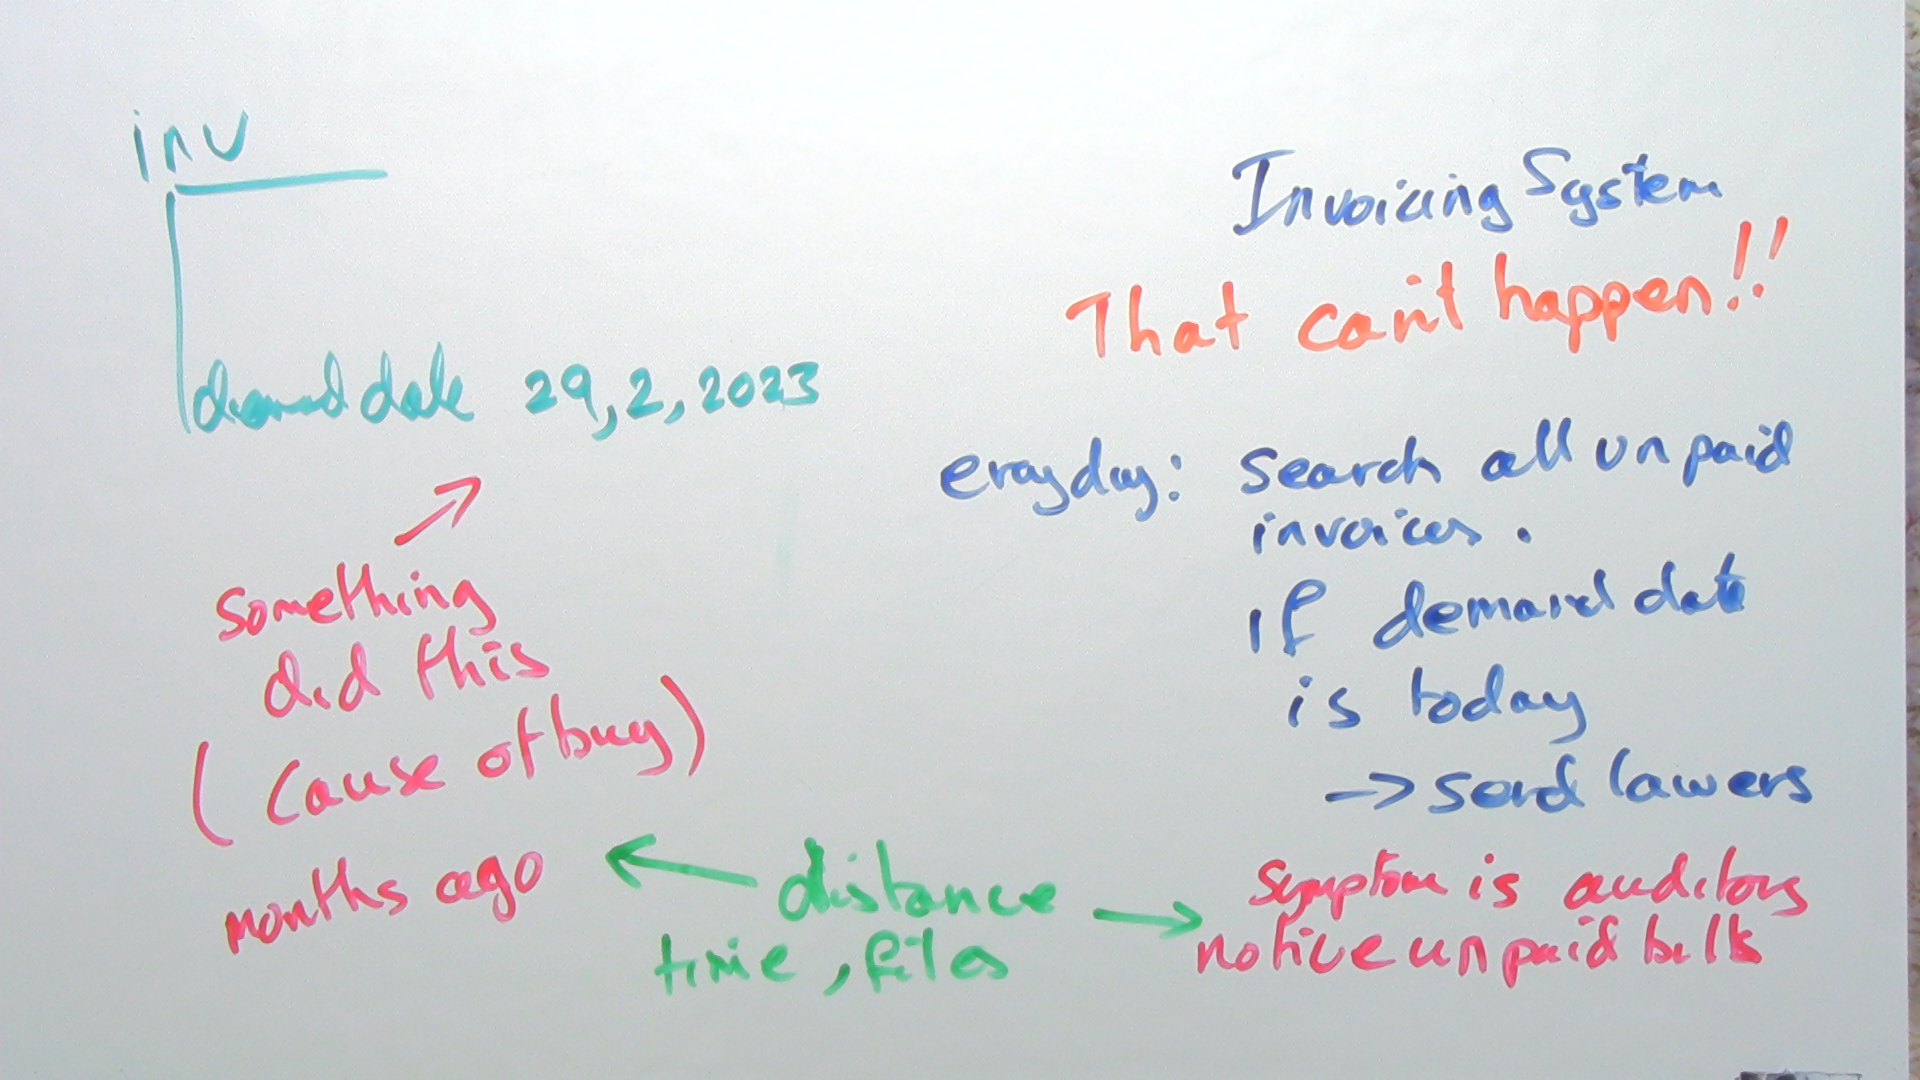 inv
demand date 29,2,2023
something
did this
(cause of bug)
months ago
distance
time, files
Invoicing System
That can't happen!!
everyday: search all unpaid
invoices.
if demand date
is today
→ send lawers
symptom is auditors
notice unpaid bills